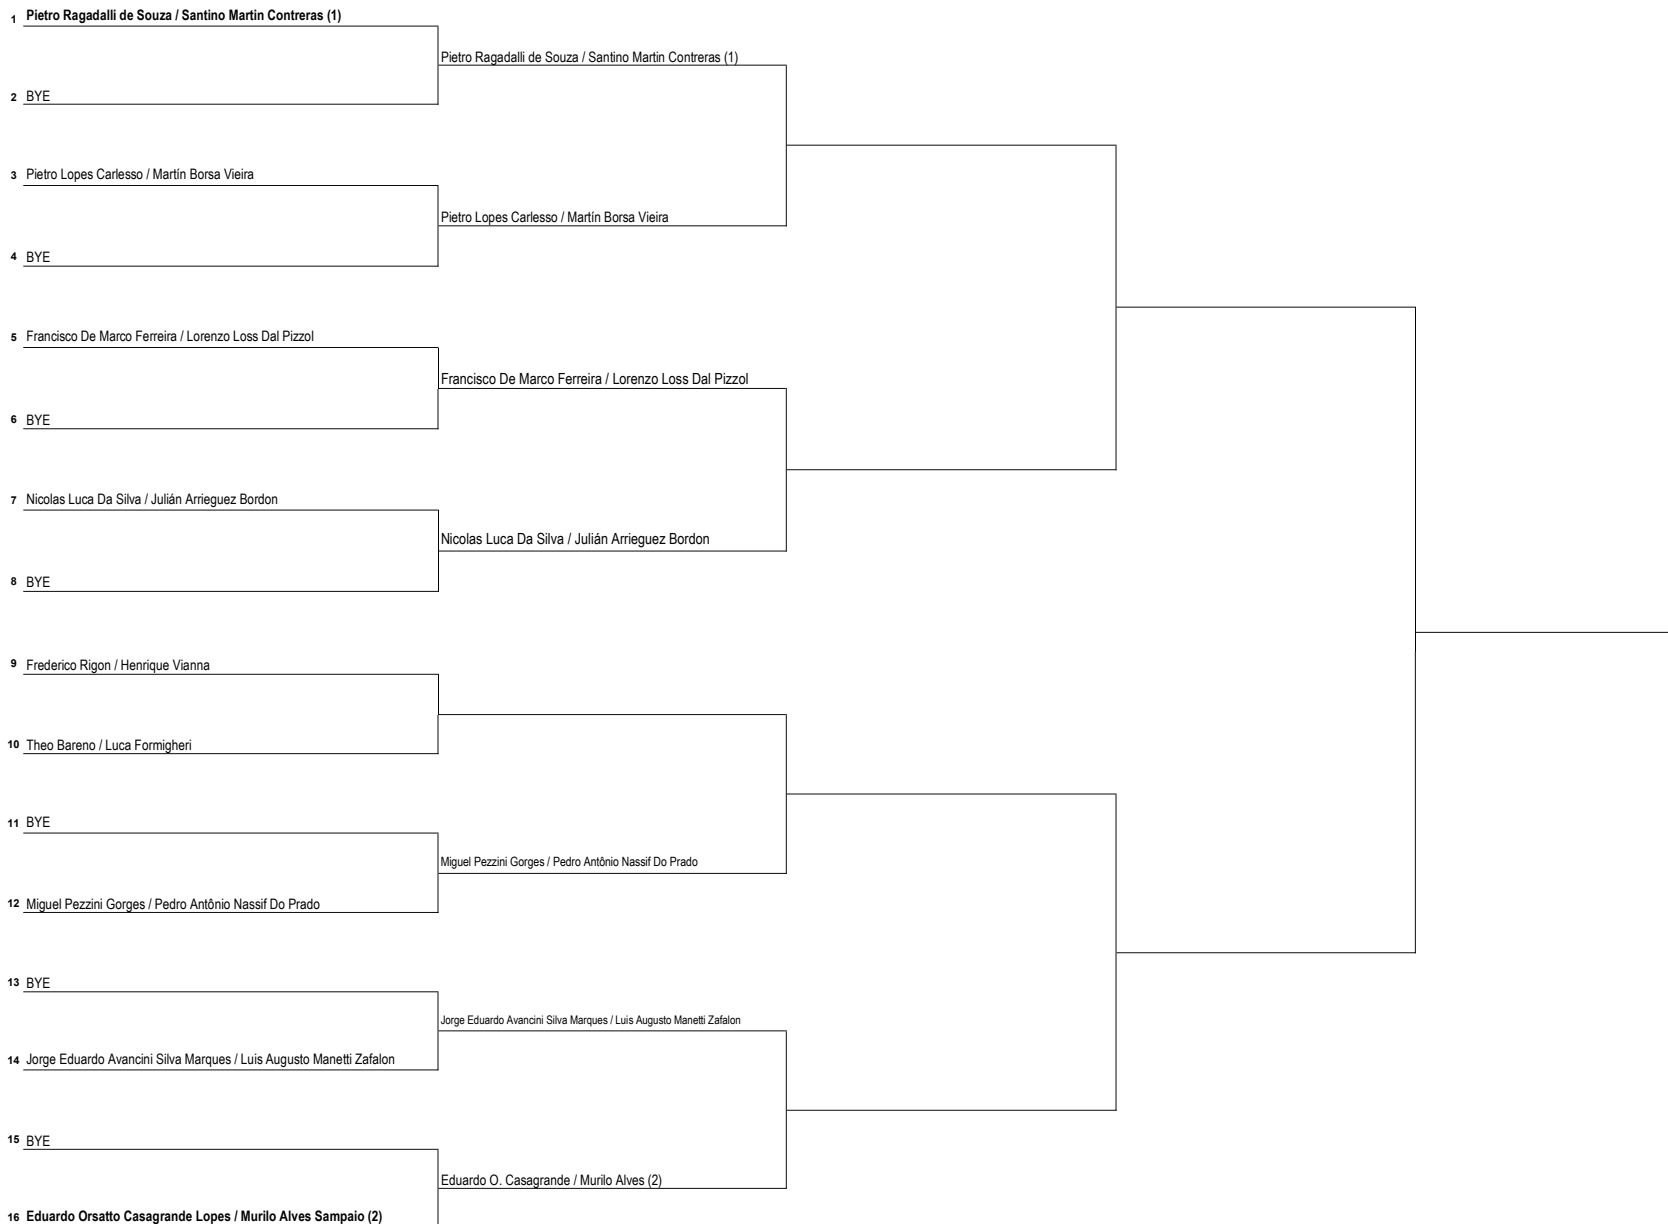 1 Pietro Ragadalli de Souza / Santino Martin Contreras (1)
Pietro Ragadalli de Souza / Santino Martin Contreras (1)
2 BYE
3 Pietro Lopes Carlesso / Martín Borsa Vieira
Pietro Lopes Carlesso / Martín Borsa Vieira
4 BYE
5 Francisco De Marco Ferreira / Lorenzo Loss Dal Pizzol
Francisco De Marco Ferreira / Lorenzo Loss Dal Pizzol
6 BYE
7 Nicolas Luca Da Silva / Julián Arrieguez Bordon
Nicolas Luca Da Silva / Julián Arrieguez Bordon
8 BYE
9 Frederico Rigon / Henrique Vianna
10 Theo Bareno / Luca Formigheri
11 BYE
Miguel Pezzini Gorges / Pedro Antônio Nassif Do Prado
12 Miguel Pezzini Gorges / Pedro Antônio Nassif Do Prado
13 BYE
Jorge Eduardo Avancini Silva Marques / Luis Augusto Manetti Zafalon
14 Jorge Eduardo Avancini Silva Marques / Luis Augusto Manetti Zafalon
15 BYE
Eduardo O. Casagrande / Murilo Alves (2)
16 Eduardo Orsatto Casagrande Lopes / Murilo Alves Sampaio (2)